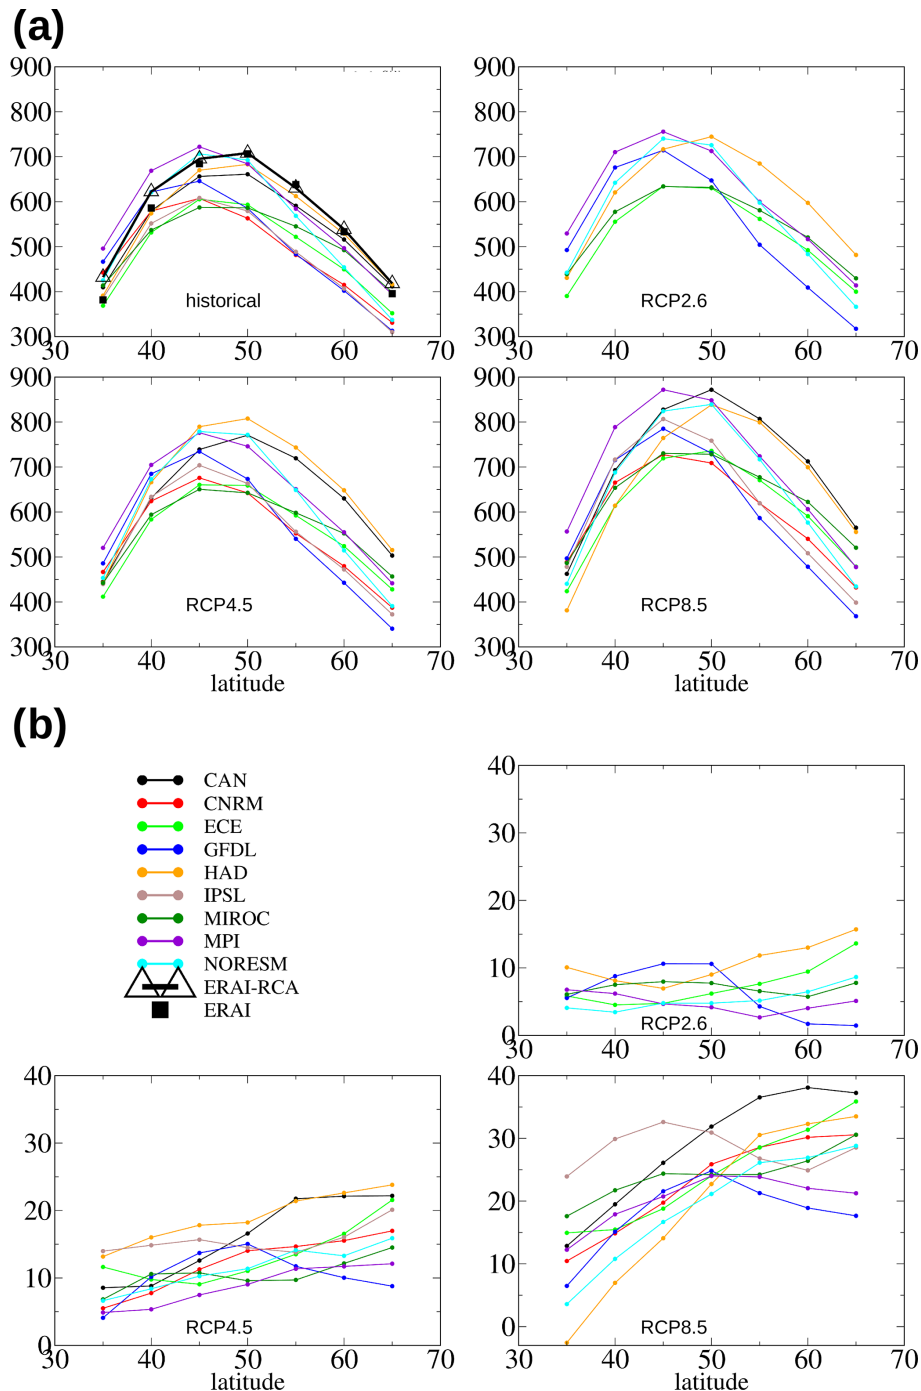 (a)
900
800
700
600
500
400
300
30 40 50 60 70
historical
900
800
700
600
500
400
300
30 40 50 60 70
RCP2.6
900
800
700
600
500
400
300
30 40 50 60 70
latitude
RCP4.5
900
800
700
600
500
400
300
30 40 50 60 70
latitude
RCP8.5
(b)
CAN
CNRM
ECE
GFDL
HAD
IPSL
MIROC
MPI
NORESM
ERAI-RCA
ERAI
40
30
20
10
0
RCP2.6
30 40 50 60 70
40
30
20
10
0
RCP4.5
30 40 50 60 70
latitude
40
30
20
10
0
RCP8.5
30 40 50 60 70
latitude